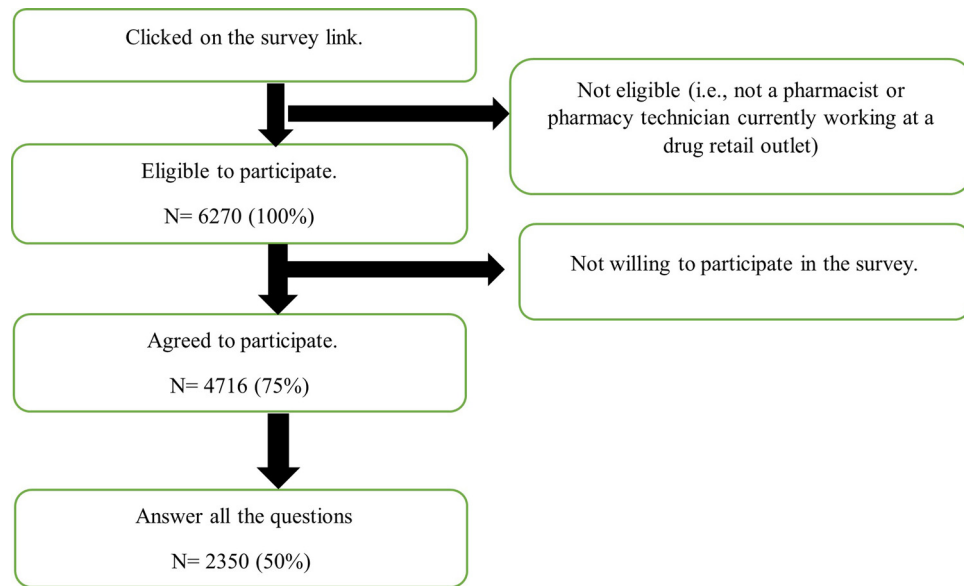 Clicked on the survey link.
Not eligible (i.e., not a pharmacist or
pharmacy technician currently working at a
drug retail outlet)
Eligible to participate.
N= 6270 (100%)
Not willing to participate in the survey.
Agreed to participate.
N= 4716 (75%)
Answer all the questions
N= 2350 (50%)